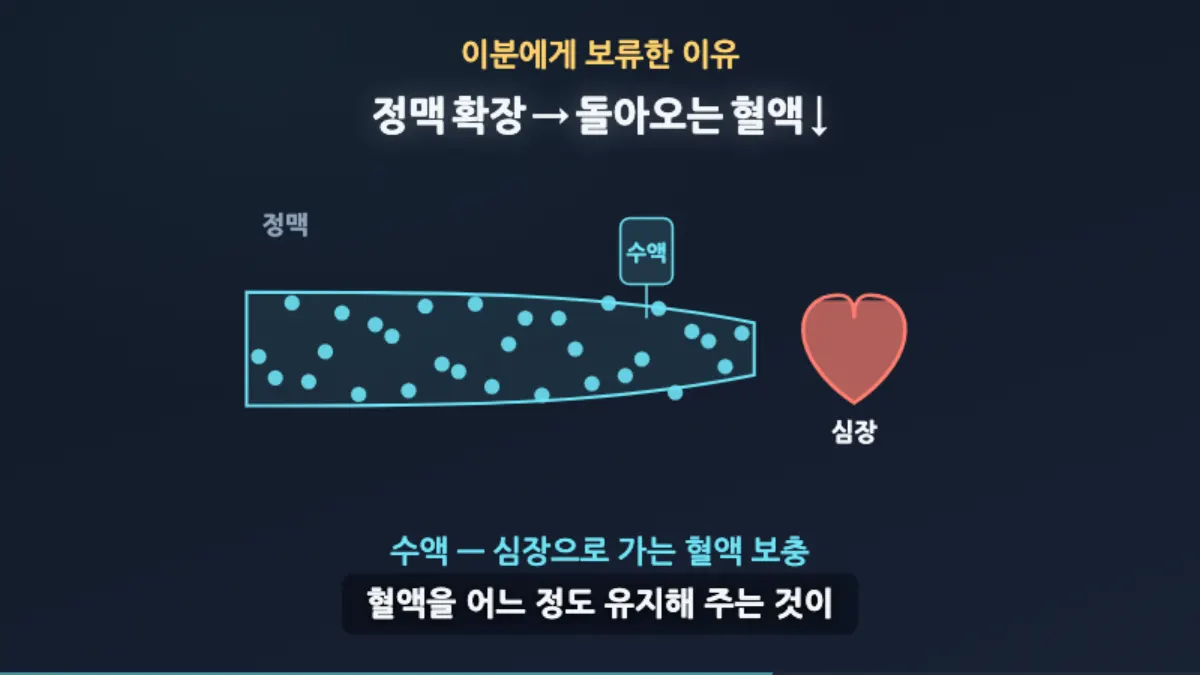 이분에게 보류한 이유
정맥 확장 → 돌아오는 혈액↓
정맥
수액
심장
수액 — 심장으로 가는 혈액 보충
혈액을 어느 정도 유지해 주는 것이